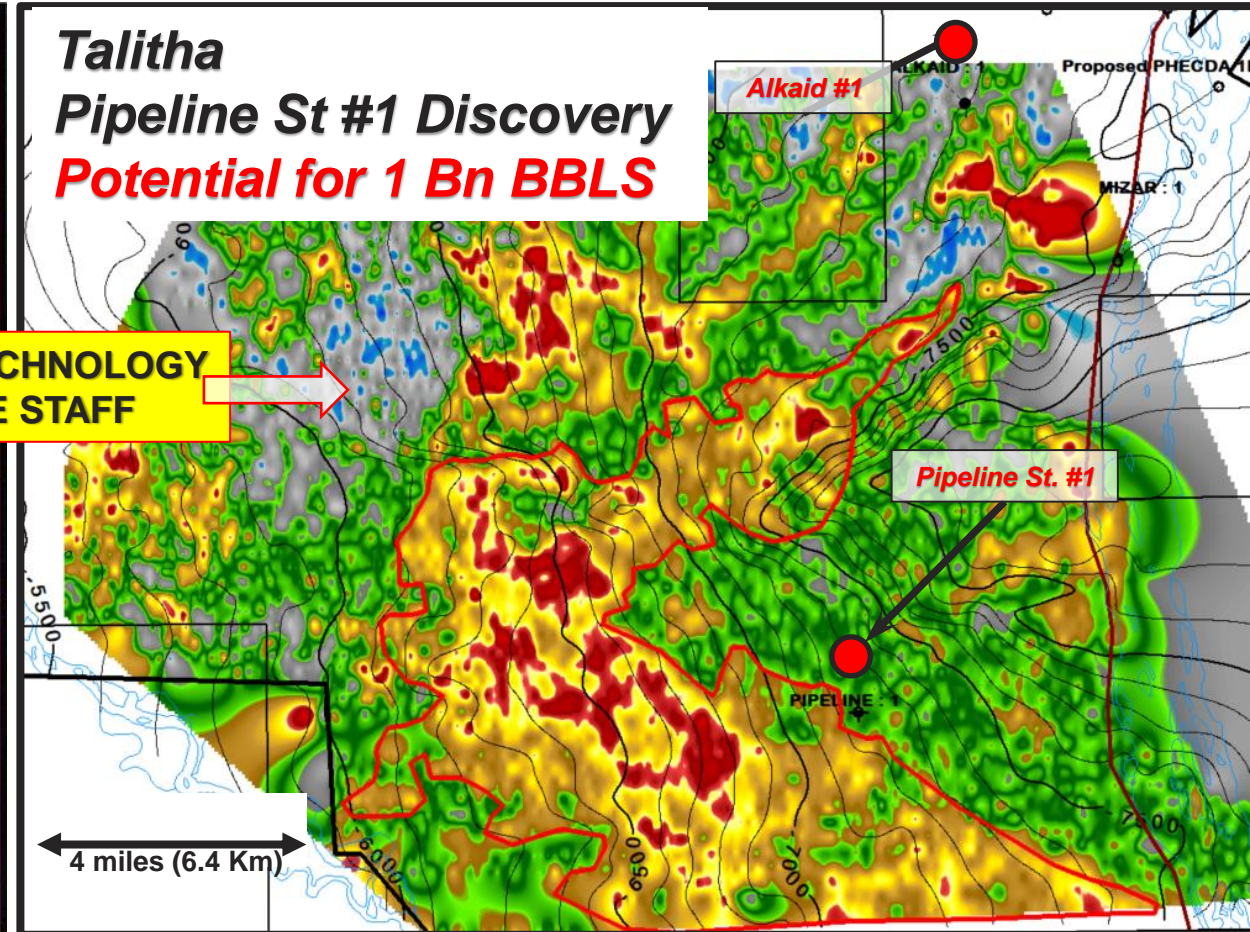 Talitha
Pipeline St #1 Discovery
Potential for 1 Bn BBLS
Alkaid #1
ALKAID : 1
Proposed PHECDA
MIZAR : 1
7500
CHNOLOGY
E STAFF
Pipeline St. #1
5500
PIPELINE : 1
7500
4 miles (6.4 Km)
6000
6500
7000